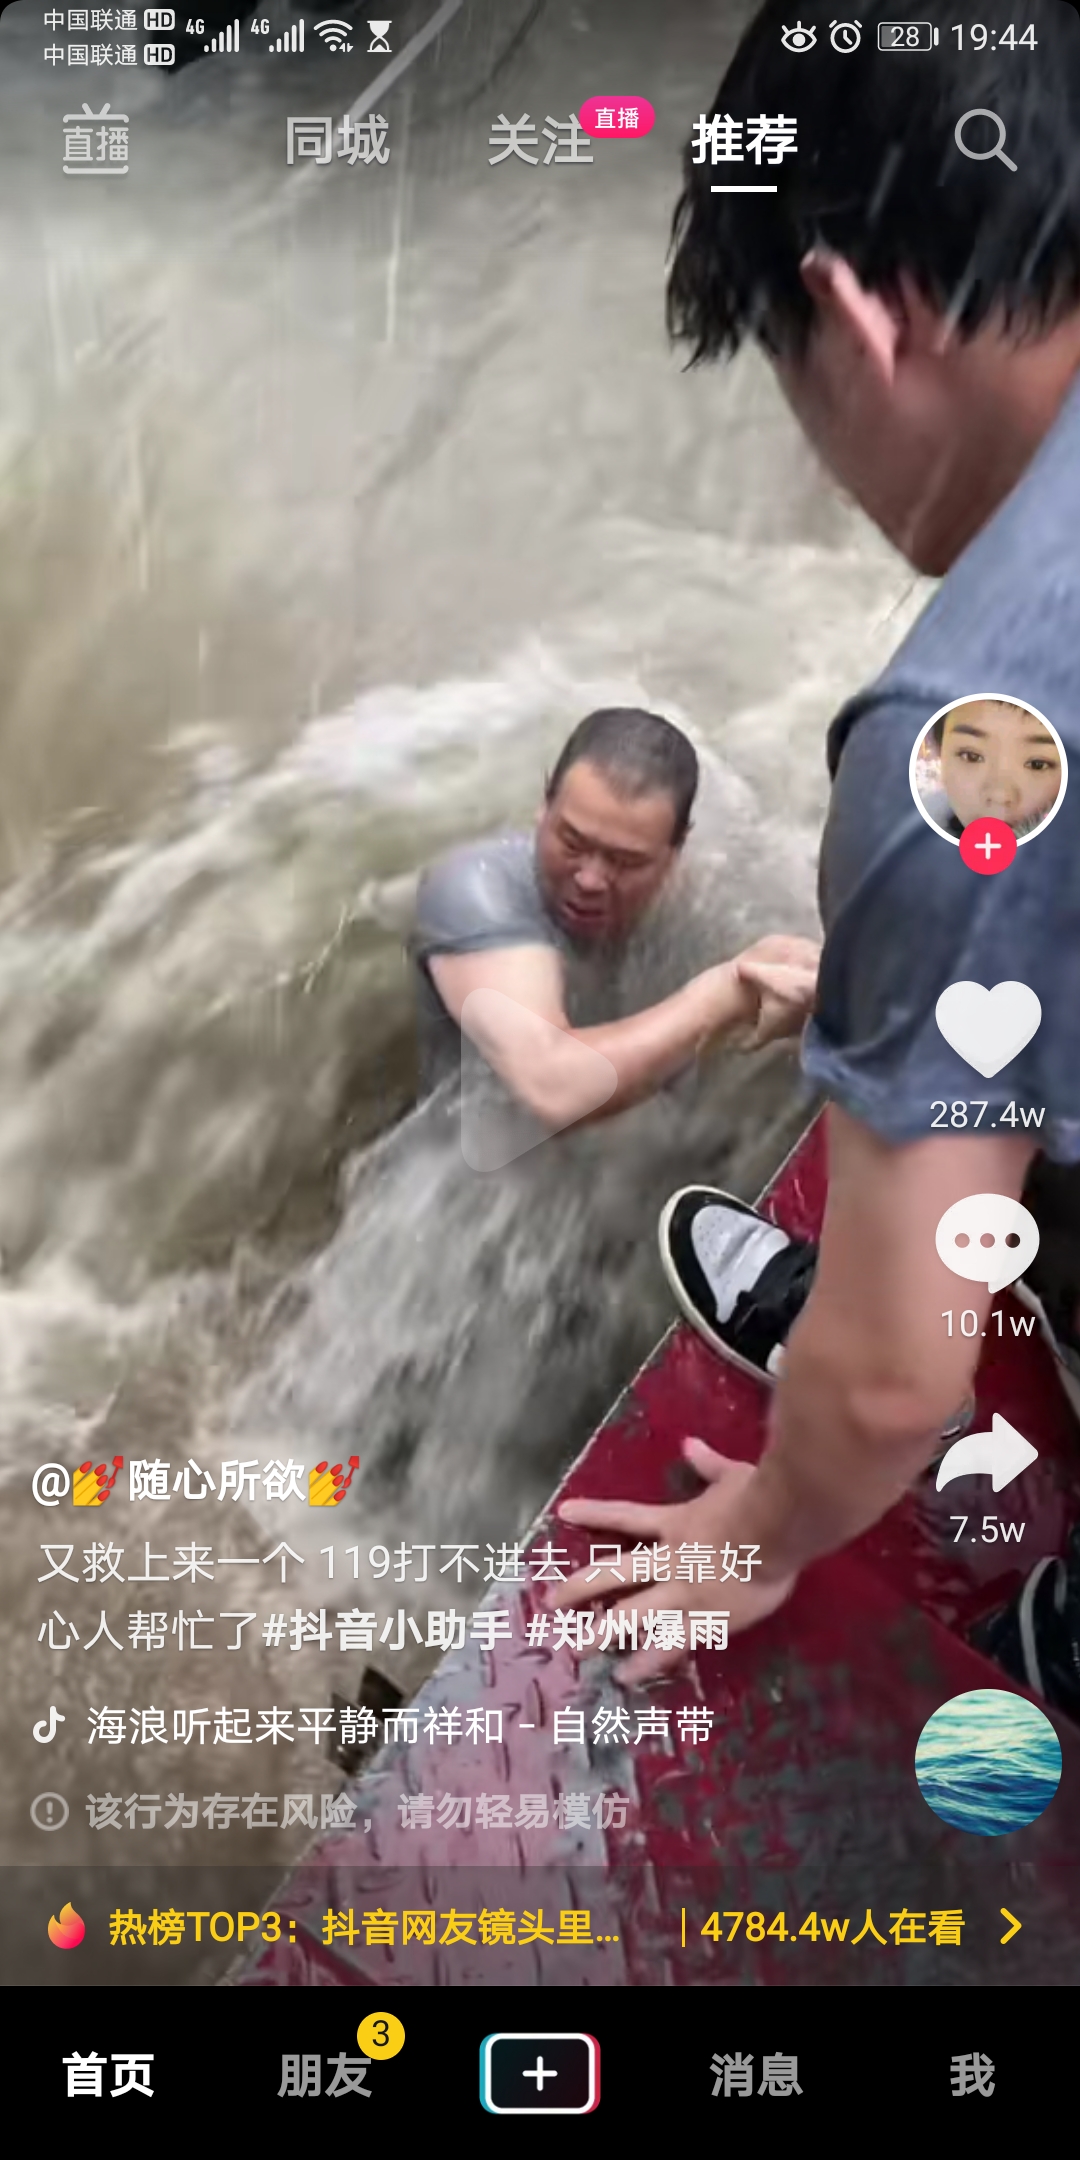 中国联通 HD 4G 4G 28 19:44
中国联通 HD
直播 同城 关注 直播 推荐
287.4w
10.1w
7.5w
@💅随心所欲💅
又救上来一个 119打不进去 只能靠好
心人帮忙了#抖音小助手 #郑州爆雨
海浪听起来平静而祥和 - 自然声带
该行为存在风险，请勿轻易模仿
热榜TOP3：抖音网友镜头里... | 4784.4w人在看
首页 朋友 3 消息 我